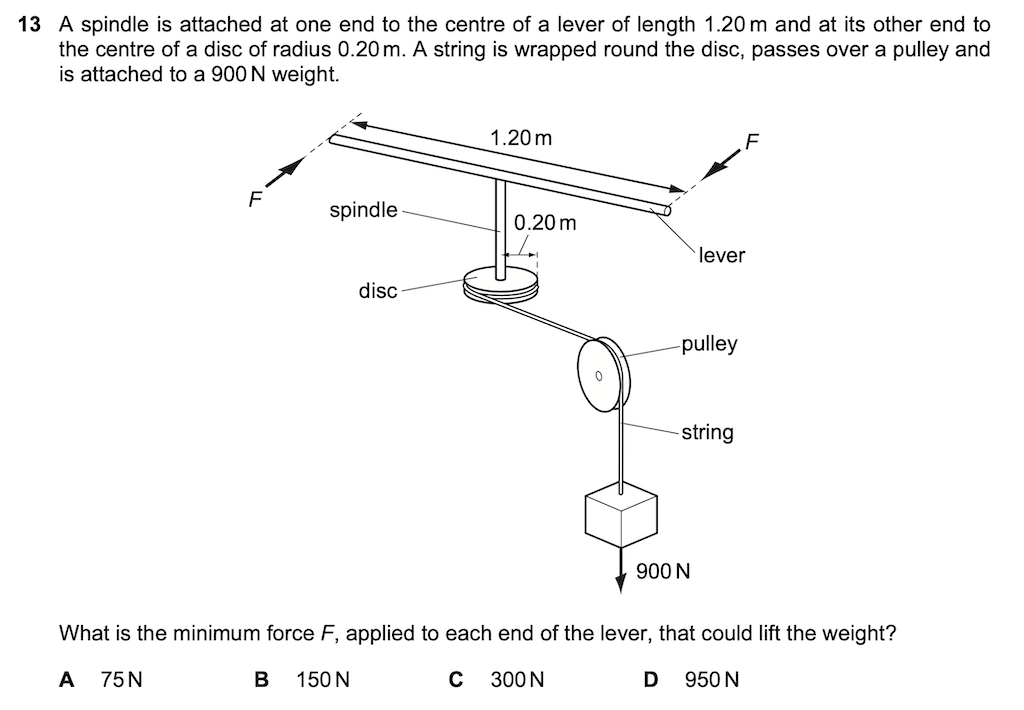 13 A spindle is attached at one end to the centre of a lever of length 1.20 m and at its other end to
the centre of a disc of radius 0.20 m. A string is wrapped round the disc, passes over a pulley and
is attached to a 900 N weight.
1.20 m
F
F
spindle
0.20 m
lever
disc
pulley
string
900 N
What is the minimum force F, applied to each end of the lever, that could lift the weight?
A 75 N B 150 N C 300 N D 950 N